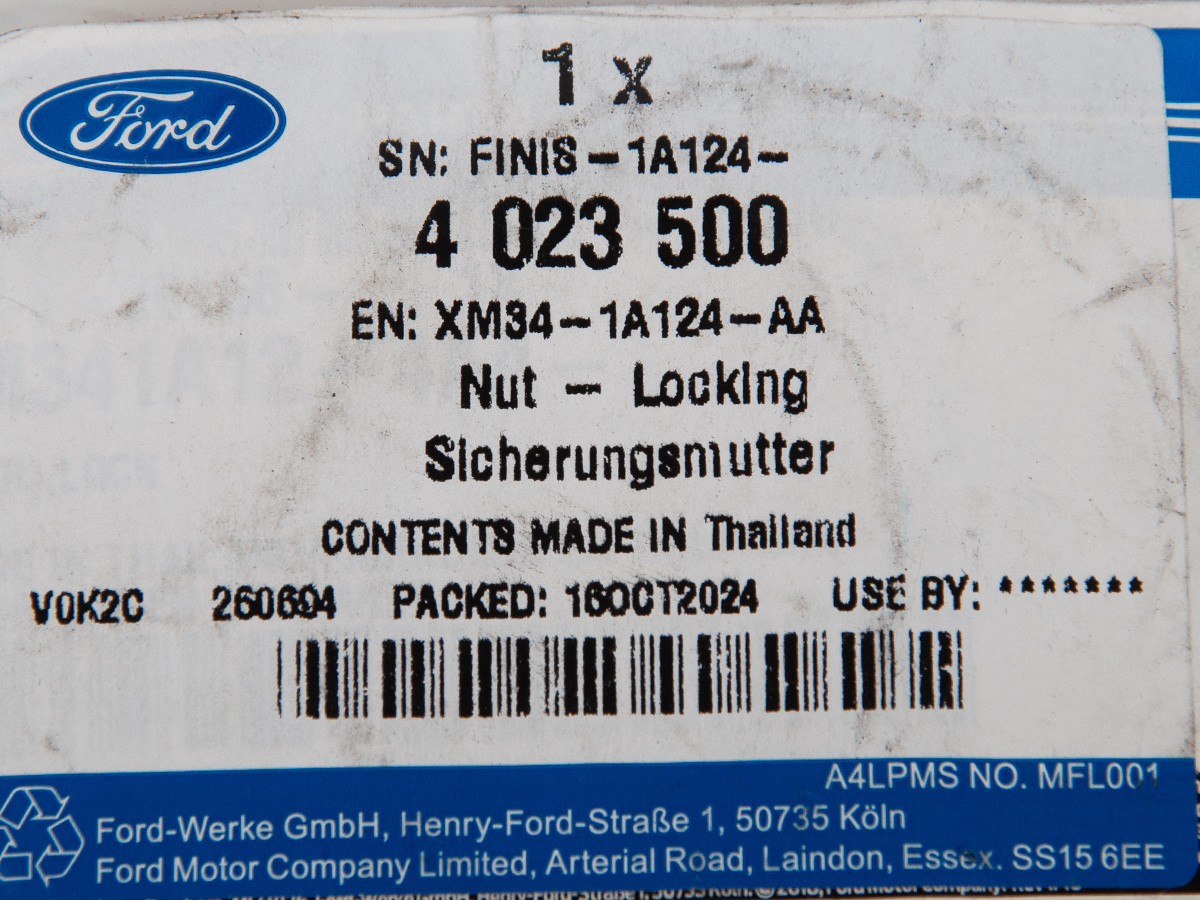 Ford
1 x
SN: FINIS - 1A124 -
4 023 500
EN: XM34 - 1A124 - AA
Nut - Locking
Sicherungsmutter
CONTENTS MADE IN Thailand
V0K2C 260694 PACKED: 16OCT2024 USE BY: *******
A4LPMS NO. MFL001
Ford-Werke GmbH, Henry-Ford-Straße 1, 50735 Köln
Ford Motor Company Limited, Arterial Road, Laindon, Essex. SS15 6EE